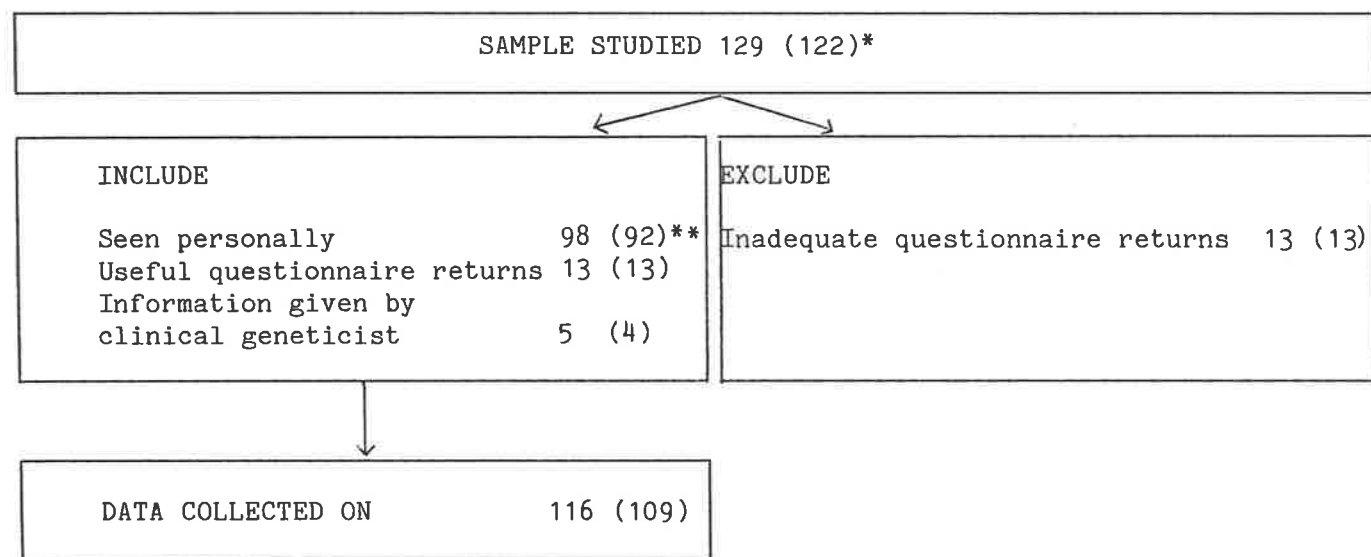 SAMPLE STUDIED 129 (122)*
INCLUDE
Seen personally 98 (92)**
Useful questionnaire returns 13 (13)
Information given by
clinical geneticist 5 (4)
EXCLUDE
Inadequate questionnaire returns 13 (13)
DATA COLLECTED ON 116 (109)